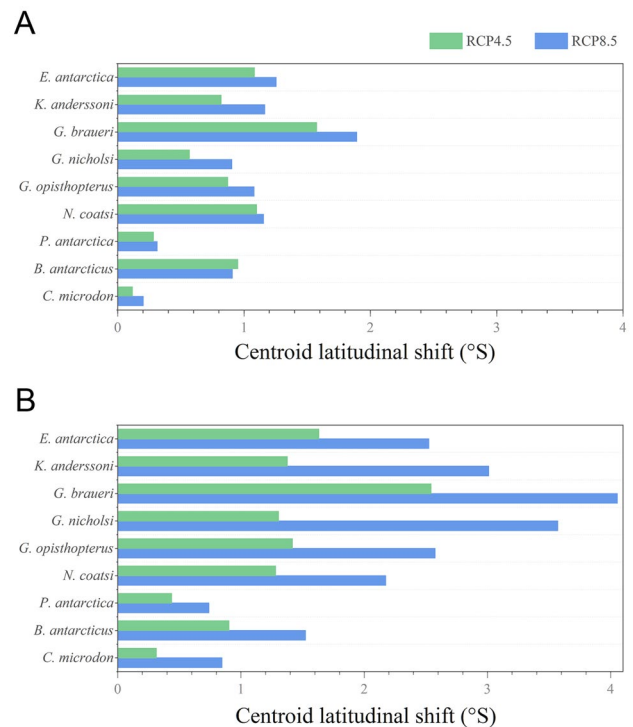 A
RCP4.5 RCP8.5
E. antarctica
K. anderssoni
G. braueri
G. nicholsi
G. opisthopterus
N. coatsi
P. antarctica
B. antarcticus
C. microdon
0 1 2 3 4
Centroid latitudinal shift (°S)
B
E. antarctica
K. anderssoni
G. braueri
G. nicholsi
G. opisthopterus
N. coatsi
P. antarctica
B. antarcticus
C. microdon
0 1 2 3 4
Centroid latitudinal shift (°S)